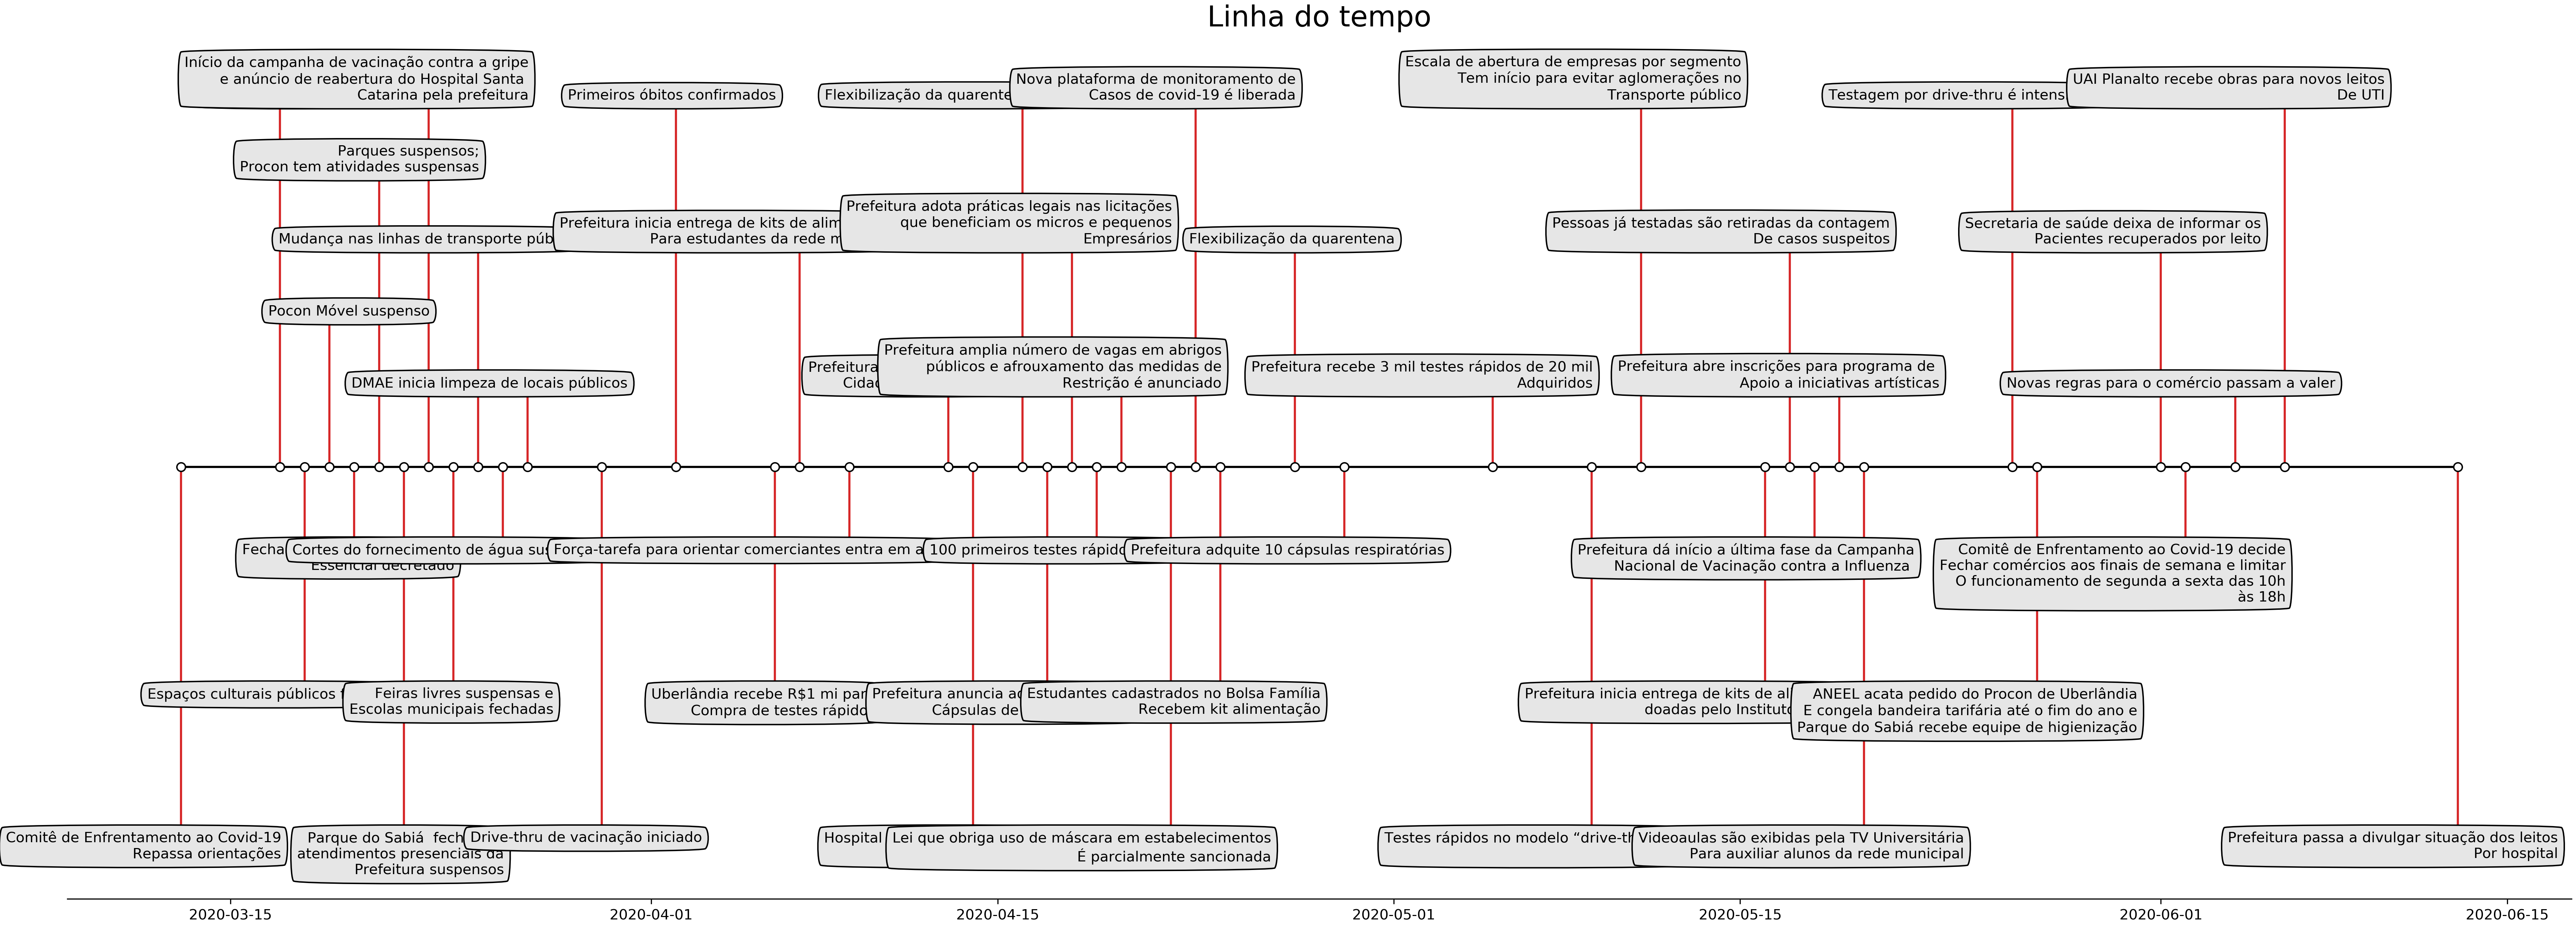 Linha do tempo
Início da campanha de vacinação contra a gripe
e anúncio de reabertura do Hospital Santa
Catarina pela prefeitura
Primeiros óbitos confirmados
Flexibilização da
Nova plataforma de monitoramento de
Casos de covid-19 é liberada
Escala de abertura de empresas por segmento
Tem início para evitar aglomerações no
Transporte público
Testagem por drive-thru é
UAI Planalto recebe obras para novos leitos
De UTI
Parques suspensos;
Procon tem atividades suspensas
Mudança nas linhas de transporte
Prefeitura inicia entrega de kits de
Para estudantes da rede
Prefeitura adota práticas legais nas licitações
que beneficiam os micros e pequenos
Empresários
Flexibilização da quarentena
Pessoas já testadas são retiradas da contagem
De casos suspeitos
Secretaria de saúde deixa de informar os
Pacientes recuperados por leito
Pocon Móvel suspenso
DMAE inicia limpeza de locais públicos
Prefeitura
Prefeitura amplia número de vagas em abrigos
públicos e afrouxamento das medidas de
Restrição é anunciado
Prefeitura recebe 3 mil testes rápidos de 20 mil
Adquiridos
Prefeitura abre inscrições para programa de
Apoio a iniciativas artísticas
Novas regras para o comércio passam a valer
Essencial decretado
Cortes do fornecimento de água
Força-tarefa para orientar comerciantes entra em
100 primeiros testes
Prefeitura adquite 10 cápsulas respiratórias
Prefeitura dá início a última fase da Campanha
Nacional de Vacinação contra a Influenza
Comitê de Enfrentamento ao Covid-19 decide
Fechar comércios aos finais de semana e limitar
O funcionamento de segunda a sexta das 10h
às 18h
Espaços culturais públicos
Feiras livres suspensas e
Escolas municipais fechadas
Uberlândia recebe R$1 mi
Compra de testes
Prefeitura anuncia
Cápsulas de
Estudantes cadastrados no Bolsa Família
Recebem kit alimentação
Prefeitura inicia entrega de kits de
doadas pelo
ANEEL acata pedido do Procon de Uberlândia
E congela bandeira tarifária até o fim do ano e
Parque do Sabiá recebe equipe de higienização
Comitê de Enfrentamento ao Covid-19
Repassa orientações
Parque do Sabiá
atendimentos presenciais da
Prefeitura suspensos
Drive-thru de vacinação iniciado
Hospital
Lei que obriga uso de máscara em estabelecimentos
É parcialmente sancionada
Testes rápidos no modelo
Videoaulas são exibidas pela TV Universitária
Para auxiliar alunos da rede municipal
Prefeitura passa a divulgar situação dos leitos
Por hospital
2020-03-15
2020-04-01
2020-04-15
2020-05-01
2020-05-15
2020-06-01
2020-06-15